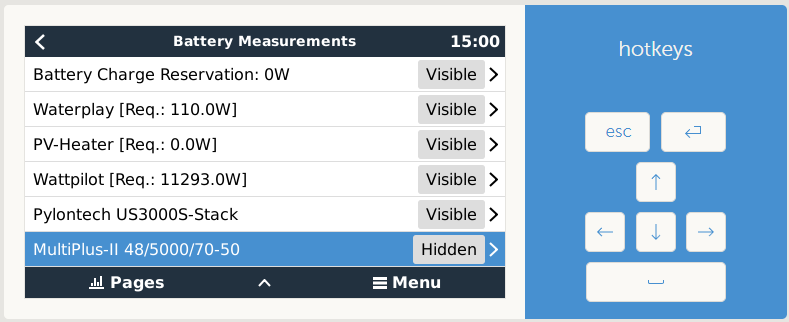 Battery Measurements 15:00
Battery Charge Reservation: 0W Visible
Waterplay [Req.: 110.0W] Visible
PV-Heater [Req.: 0.0W] Visible
Wattpilot [Req.: 11293.0W] Visible
Pylontech US3000S-Stack Visible
MultiPlus-II 48/5000/70-50 Hidden
Pages Menu
hotkeys
esc